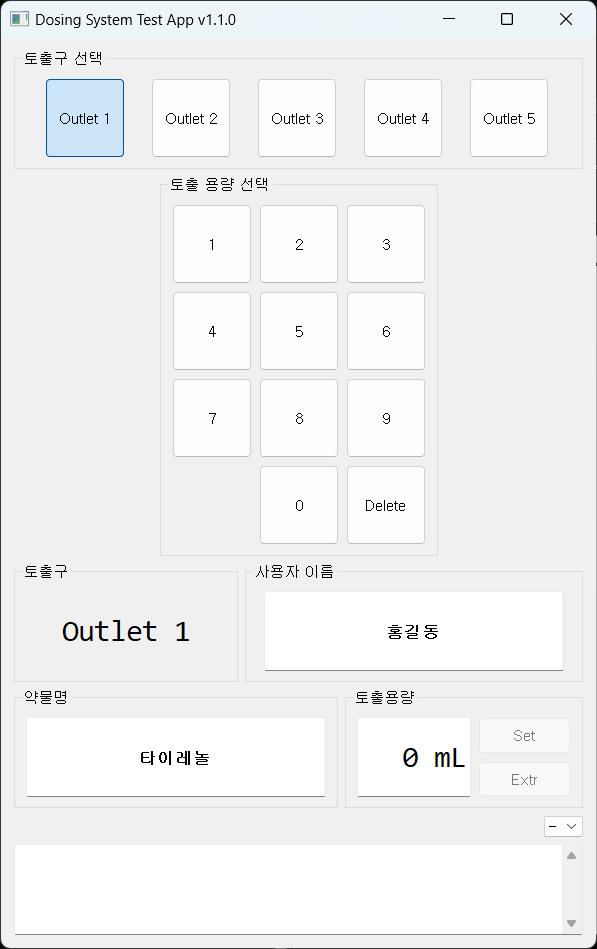 Dosing System Test App v1.1.0
토출구 선택
Outlet 1 Outlet 2 Outlet 3 Outlet 4 Outlet 5
토출 용량 선택
1 2 3
4 5 6
7 8 9
0 Delete
토출구 사용자 이름
Outlet 1 홍길동
약물명 토출용량
타이레놀 0 mL Set
Extr
–